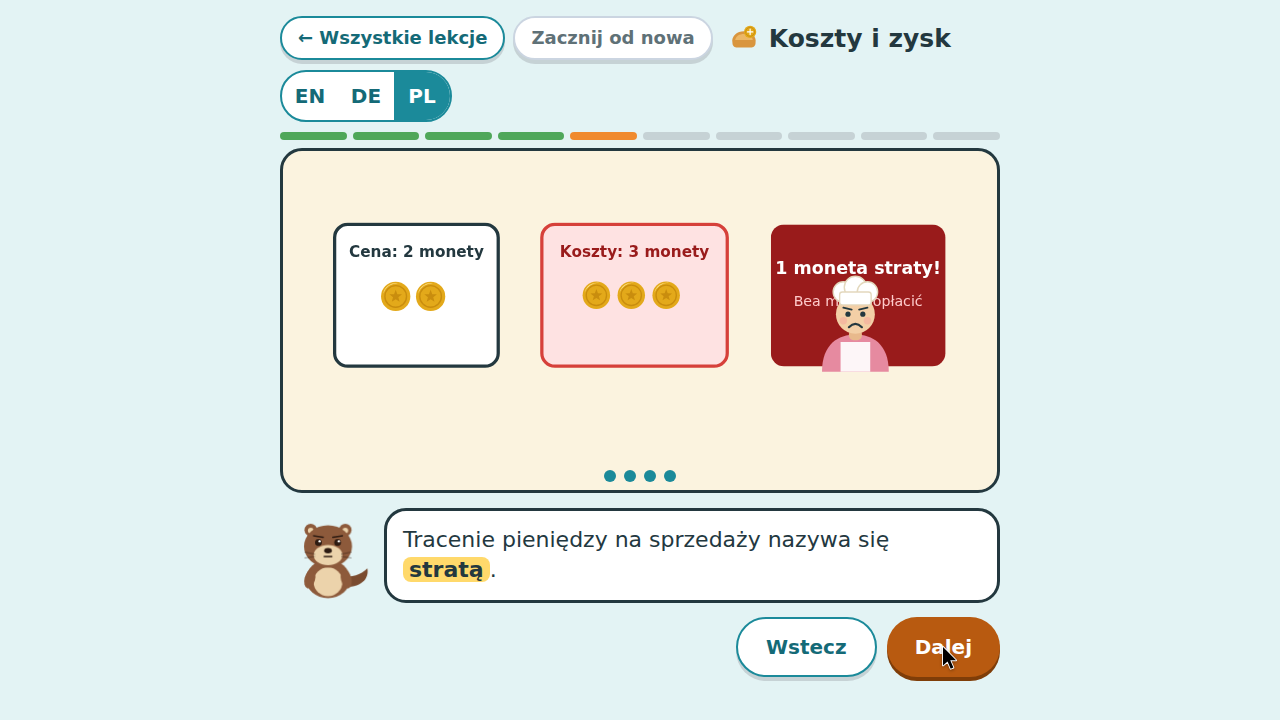 ← Wszystkie lekcje
Zacznij od nowa
Koszty i zysk
EN DE PL
Cena: 2 monety
Koszty: 3 monety
1 moneta straty!
Bea
Tracenie pieniędzy na sprzedaży nazywa się
stratą.
Wstecz
Dalej